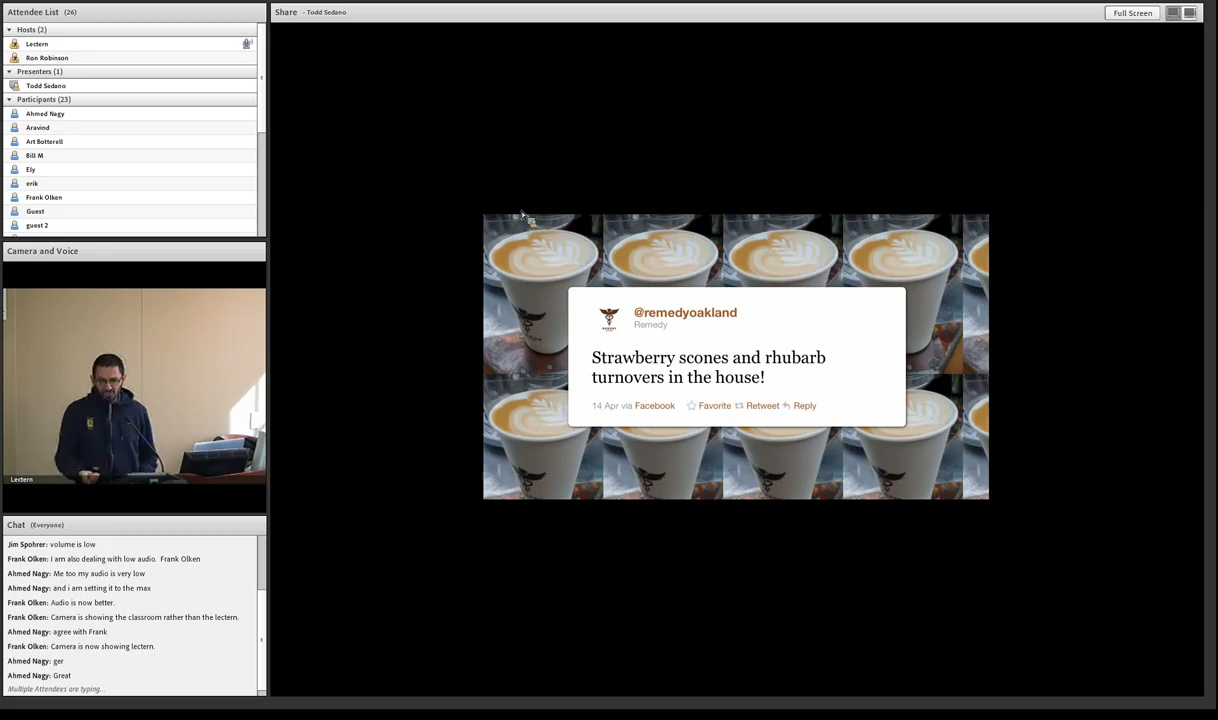 Attendee List (26)
Hosts (2)
Lectern
Ron Robinson
Presenters (1)
Todd Sedano
Participants (23)
Ahmed Nagy
Aravind
Art Botterell
Bill M
Ely
erik
Frank Olken
Guest
guest 2
Camera and Voice
Lectern
Chat (Everyone)
Jim Spohrer: volume is low
Frank Olken: I am also dealing with low audio. Frank Olken
Ahmed Nagy: Me too my audio is very low
Ahmed Nagy: and i am setting it to the max
Frank Olken: Audio is now better.
Frank Olken: Camera is showing the classroom rather than the lectern.
Ahmed Nagy: agree with Frank
Frank Olken: Camera is now showing lectern.
Ahmed Nagy: ger
Ahmed Nagy: Great
Multiple Attendees are typing...
Share - Todd Sedano
Full Screen
@remedyoakland
Remedy
Strawberry scones and rhubarb
turnovers in the house!
14 Apr via Facebook Favorite Retweet Reply